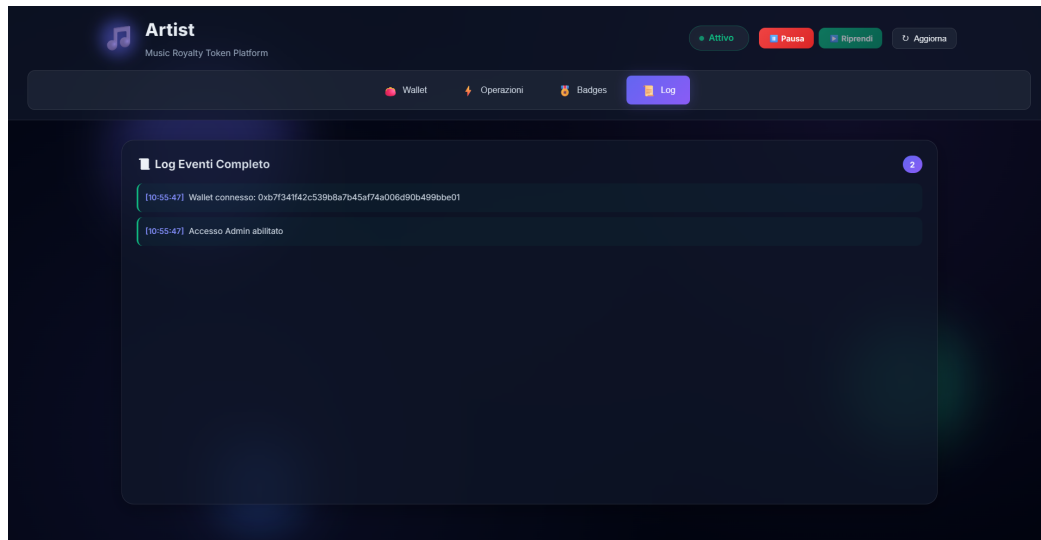 Artist
Music Royalty Token Platform
Attivo
Pausa
Riprendi
Aggiorna
Wallet
Operazioni
Badges
Log
Log Eventi Completo
2
[10:55:47] Wallet connesso: 0xb7f341f42c539b8a7b45af74a006d90b499bbe01
[10:55:47] Accesso Admin abilitato